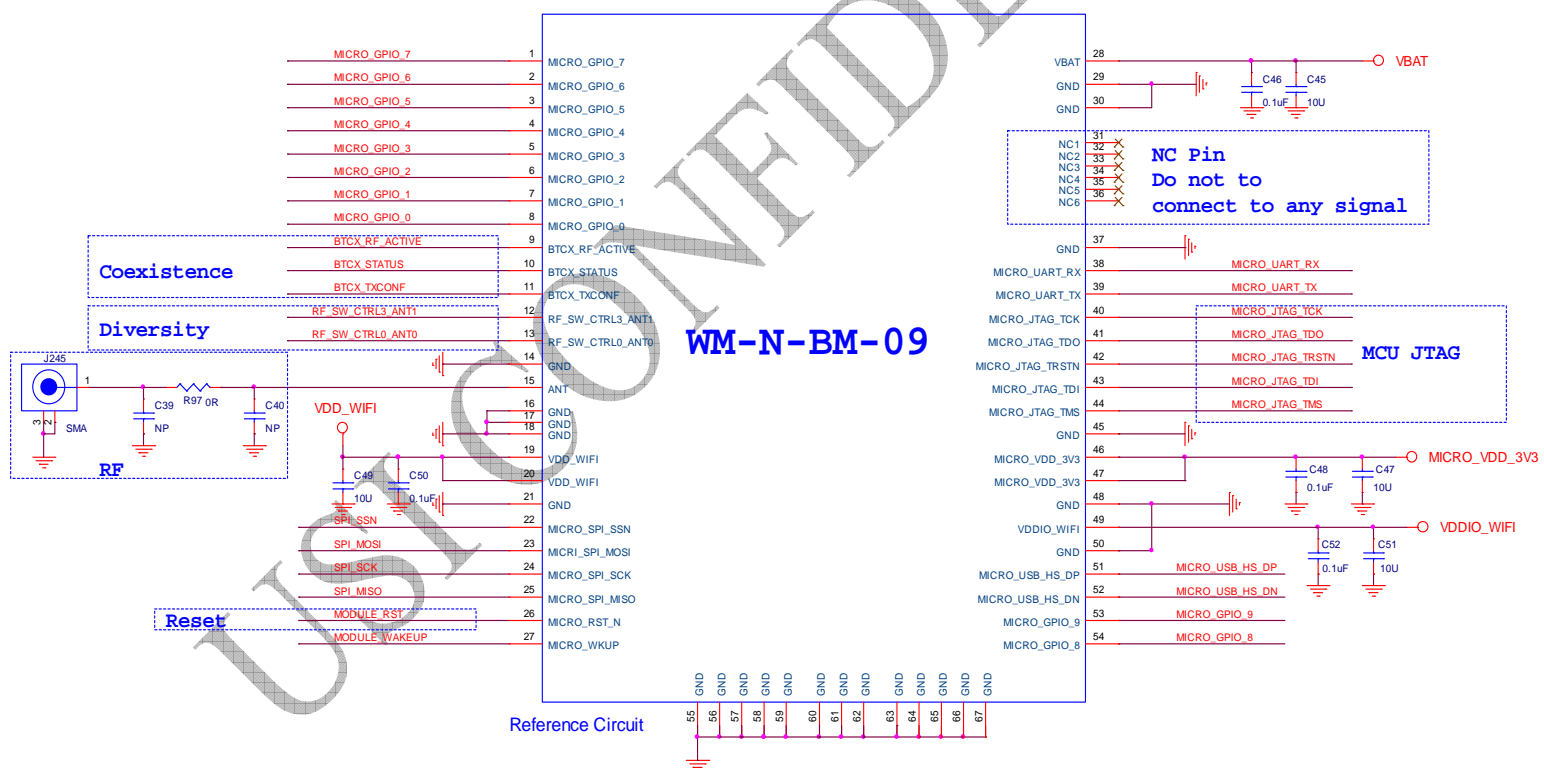 MICRO_GPIO_7 1 MICRO_GPIO_7
MICRO_GPIO_6 2 MICRO_GPIO_6
MICRO_GPIO_5 3 MICRO_GPIO_5
MICRO_GPIO_4 4 MICRO_GPIO_4
MICRO_GPIO_3 5 MICRO_GPIO_3
MICRO_GPIO_2 6 MICRO_GPIO_2
MICRO_GPIO_1 7 MICRO_GPIO_1
MICRO_GPIO_0 8 MICRO_GPIO_0
BTCX_RF_ACTIVE 9 BTCX_RF_ACTIVE
Coexistence
BTCX_STATUS 10 BTCX_STATUS
BTCX_TXCONF 11 BTCX_TXCONF
RF_SW_CTRL3_ANT1 12 RF_SW_CTRL3_ANT1
Diversity
RF_SW_CTRL0_ANT0 13 RF_SW_CTRL0_ANT0
14 GND
J245
1
3 2
SMA
C39
NP
R97 0R
C40
NP
RF
15 ANT
16 GND
17 GND
18 GND
VDD_WIFI
19 VDD_WIFI
20 VDD_WIFI
C49
10U
C50
0.1uF
21 GND
SPI_SSN 22 MICRO_SPI_SSN
SPI_MOSI 23 MICRI_SPI_MOSI
SPI_SCK 24 MICRO_SPI_SCK
SPI_MISO 25 MICRO_SPI_MISO
Reset
MODULE_RST 26 MICRO_RST_N
MODULE_WAKEUP 27 MICRO_WKUP
WM-N-BM-09
VBAT 28 VBAT
C46
0.1uF
C45
10U
GND 29
GND 30
NC1 31
NC2 32
NC3 33
NC4 34
NC5 35
NC6 36
NC Pin
Do not to
connect to any signal
GND 37
MICRO_UART_RX 38 MICRO_UART_RX
MICRO_UART_TX 39 MICRO_UART_TX
MICRO_JTAG_TCK 40 MICRO_JTAG_TCK
MICRO_JTAG_TDO 41 MICRO_JTAG_TDO
MICRO_JTAG_TRSTN 42 MICRO_JTAG_TRSTN
MCU JTAG
MICRO_JTAG_TDI 43 MICRO_JTAG_TDI
MICRO_JTAG_TMS 44 MICRO_JTAG_TMS
GND 45
MICRO_VDD_3V3 46 MICRO_VDD_3V3
MICRO_VDD_3V3 47
C48
0.1uF
C47
10U
GND 48
VDDIO_WIFI 49 VDDIO_WIFI
GND 50
C52
0.1uF
C51
10U
MICRO_USB_HS_DP 51 MICRO_USB_HS_DP
MICRO_USB_HS_DN 52 MICRO_USB_HS_DN
MICRO_GPIO_9 53 MICRO_GPIO_9
MICRO_GPIO_8 54 MICRO_GPIO_8
GND GND GND GND GND GND GND GND GND GND GND GND GND
55 56 57 58 59 60 61 62 63 64 65 66 67
Reference Circuit
USI CONFID